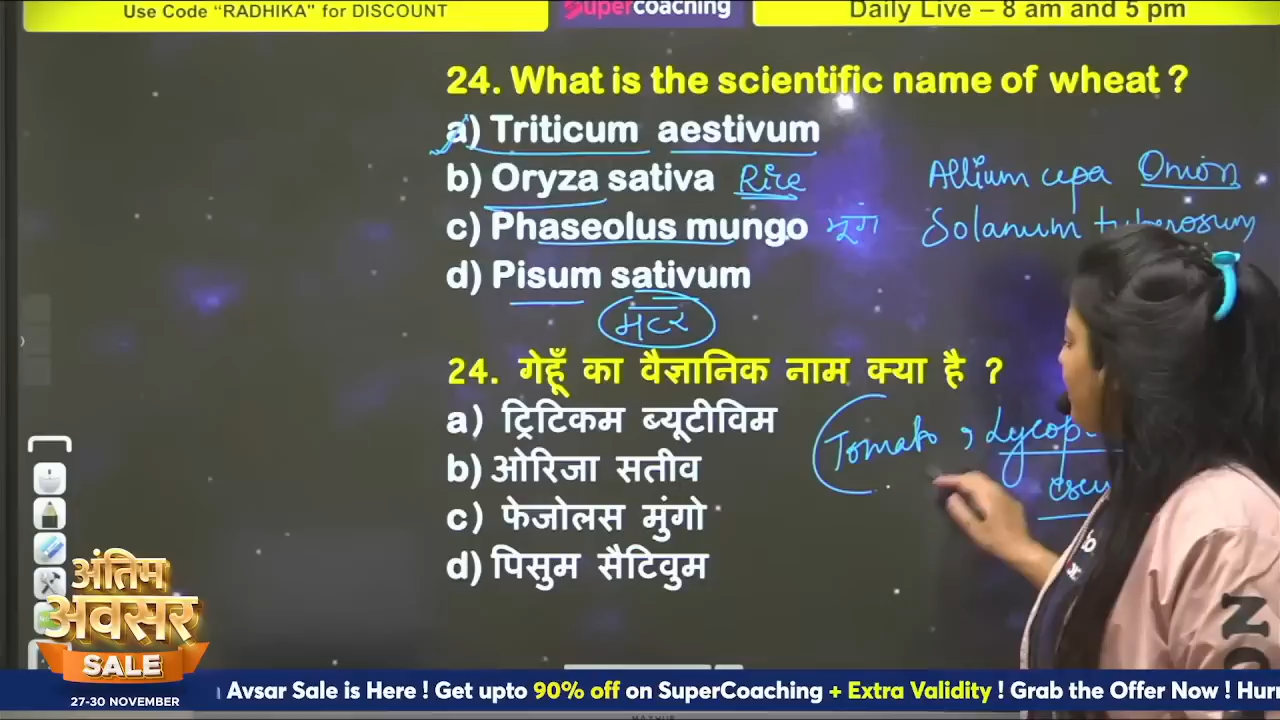 Use Code “RADHIKA” for DISCOUNT
Supercoaching
Daily Live – 8 am and 5 pm
24. What is the scientific name of wheat ?
a) Triticum aestivum
b) Oryza sativa Rice
c) Phaseolus mungo मूंग
d) Pisum sativum
मटर
Allium cepa Onion
Solanum tuberosum
24. गेहूँ का वैज्ञानिक नाम क्या है ?
a) ट्रिटिकम ब्यूटीविम
b) ओरिजा सतीव
c) फेजोलस मुंगो
d) पिसुम सैटिवुम
Tomato,
अंतिम
अवसर
SALE
27-30 NOVEMBER
Avsar Sale is Here ! Get upto 90% off on SuperCoaching + Extra Validity ! Grab the Offer Now !